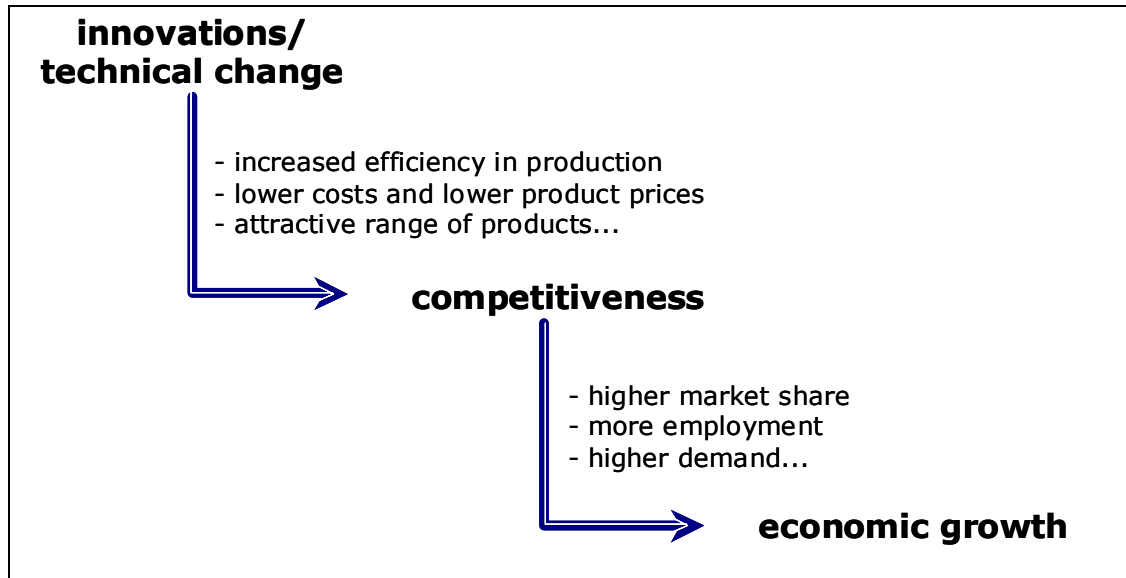 innovations/
technical change
- increased efficiency in production
- lower costs and lower product prices
- attractive range of products...
competitiveness
- higher market share
- more employment
- higher demand...
economic growth